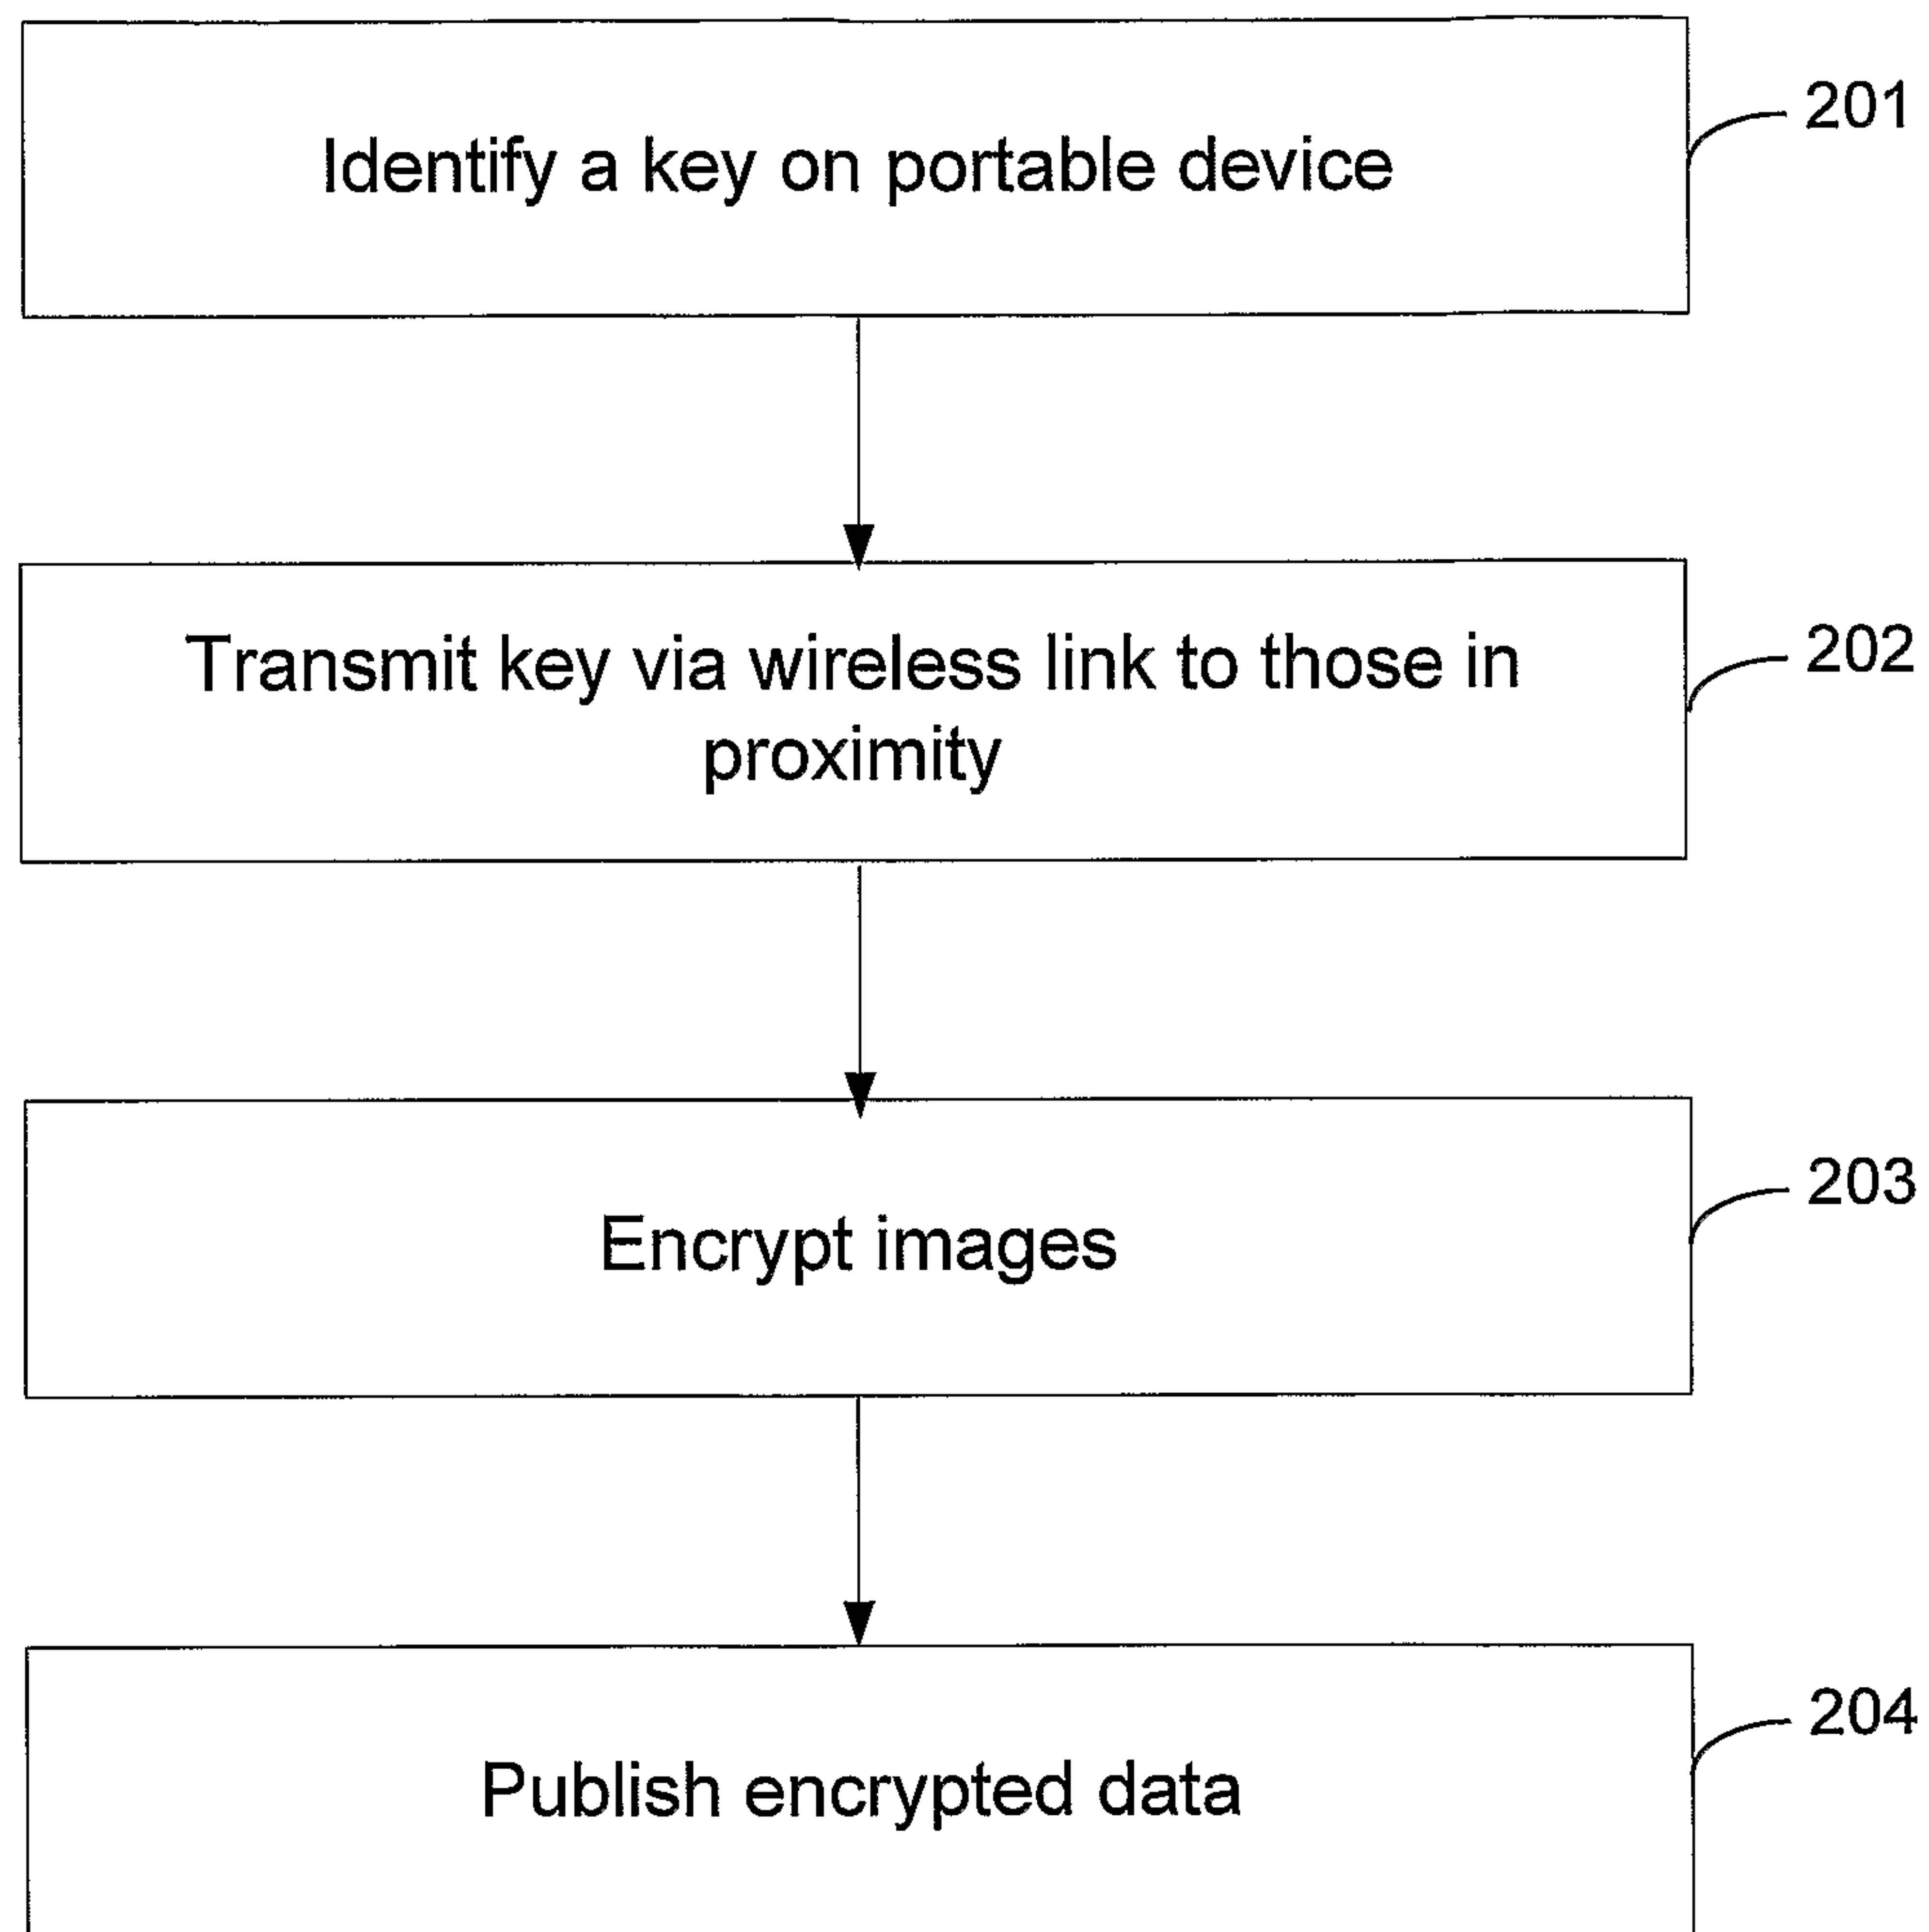 Identify a key on portable device
201
Transmit key via wireless link to those in
proximity
202
Encrypt images
203
Publish encrypted data
204